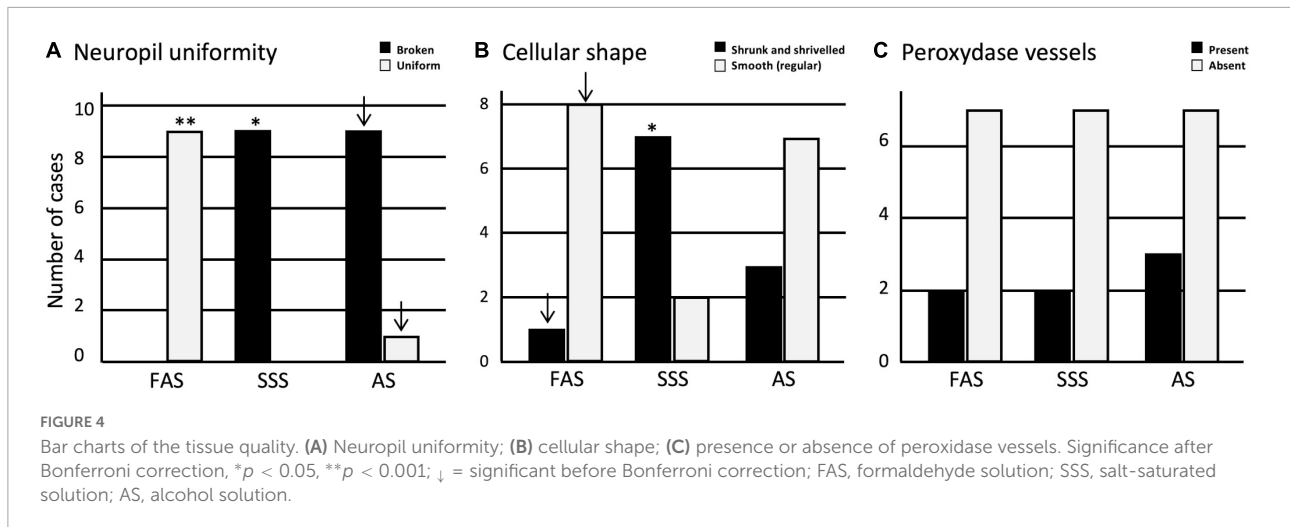 A Neuropil uniformity
Broken
Uniform
Number of cases
10
8
6
4
2
0
**
*
↓
↓
FAS SSS AS
B Cellular shape
Shrunk and shrivelled
Smooth (regular)
8
6
4
2
0
↓
↓
*
FAS SSS AS
C Peroxydase vessels
Present
Absent
6
4
2
0
FAS SSS AS
FIGURE 4
Bar charts of the tissue quality. (A) Neuropil uniformity; (B) cellular shape; (C) presence or absence of peroxidase vessels. Significance after
Bonferroni correction, *p < 0.05, **p < 0.001; ↓ = significant before Bonferroni correction; FAS, formaldehyde solution; SSS, salt-saturated
solution; AS, alcohol solution.